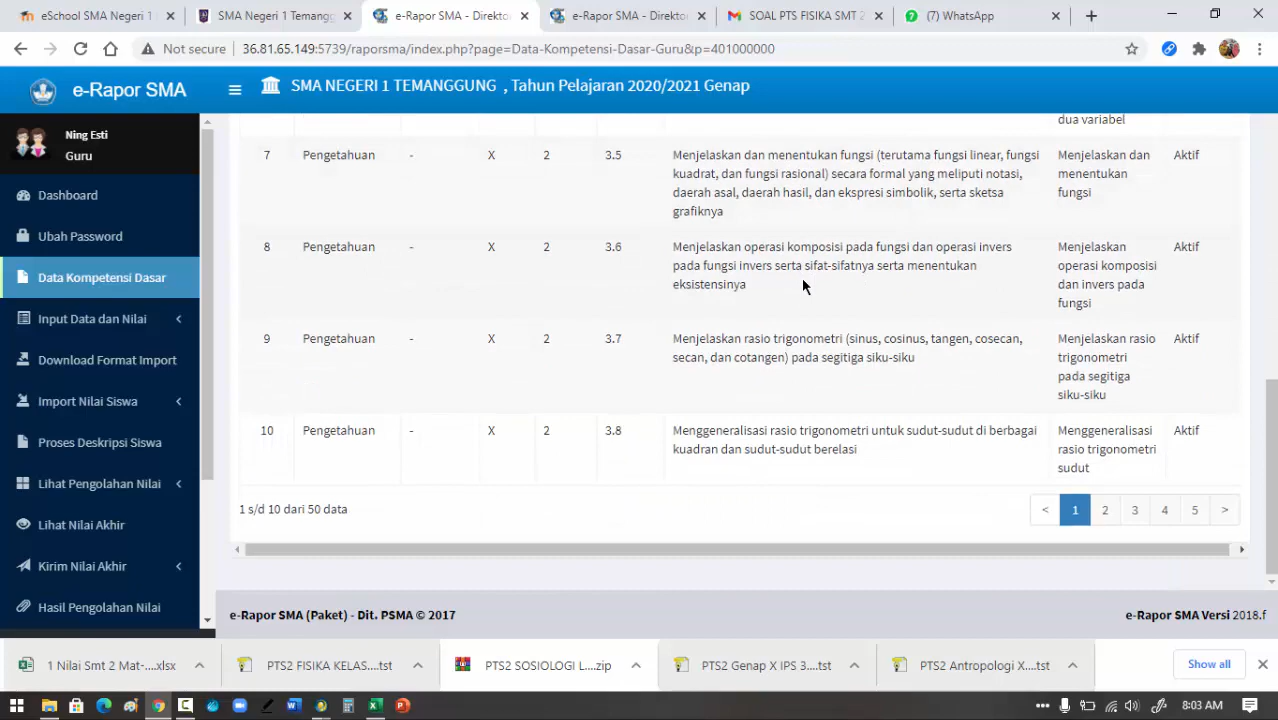 eSchool SMA Negeri 1
SMA Negeri 1 Temangg
e-Rapor SMA - Direkto
e-Rapor SMA - Direkto
SOAL PTS FISIKA SMT 2
(7) WhatsApp
Not secure
36.81.65.149:5739/raporsma/index.php?page=Data-Kompetensi-Dasar-Guru&p=401000000
e-Rapor SMA
SMA NEGERI 1 TEMANGGUNG , Tahun Pelajaran 2020/2021 Genap
Ning Esti
Guru
Dashboard
Ubah Password
Data Kompetensi Dasar
Input Data dan Nilai
Download Format Import
Import Nilai Siswa
Proses Deskripsi Siswa
Lihat Pengolahan Nilai
Lihat Nilai Akhir
Kirim Nilai Akhir
Hasil Pengolahan Nilai
dua variabel
7 Pengetahuan - X 2 3.5 Menjelaskan dan menentukan fungsi (terutama fungsi linear, fungsi Menjelaskan dan Aktif
kuadrat, dan fungsi rasional) secara formal yang meliputi notasi, menentukan
daerah asal, daerah hasil, dan ekspresi simbolik, serta sketsa fungsi
grafiknya
8 Pengetahuan - X 2 3.6 Menjelaskan operasi komposisi pada fungsi dan operasi invers Menjelaskan Aktif
pada fungsi invers serta sifat-sifatnya serta menentukan operasi komposisi
eksistensinya dan invers pada
fungsi
9 Pengetahuan - X 2 3.7 Menjelaskan rasio trigonometri (sinus, cosinus, tangen, cosecan, Menjelaskan rasio Aktif
secan, dan cotangen) pada segitiga siku-siku trigonometri
pada segitiga
siku-siku
10 Pengetahuan - X 2 3.8 Menggeneralisasi rasio trigonometri untuk sudut-sudut di berbagai Menggeneralisasi Aktif
kuadran dan sudut-sudut berelasi rasio trigonometri
sudut
1 s/d 10 dari 50 data
< 1 2 3 4 5 >
e-Rapor SMA (Paket) - Dit. PSMA © 2017
e-Rapor SMA Versi 2018.f
1 Nilai Smt 2 Mat-....xlsx
PTS2 FISIKA KELAS....tst
PTS2 SOSIOLOGI L....zip
PTS2 Genap X IPS 3....tst
PTS2 Antropologi X....tst
Show all
8:03 AM